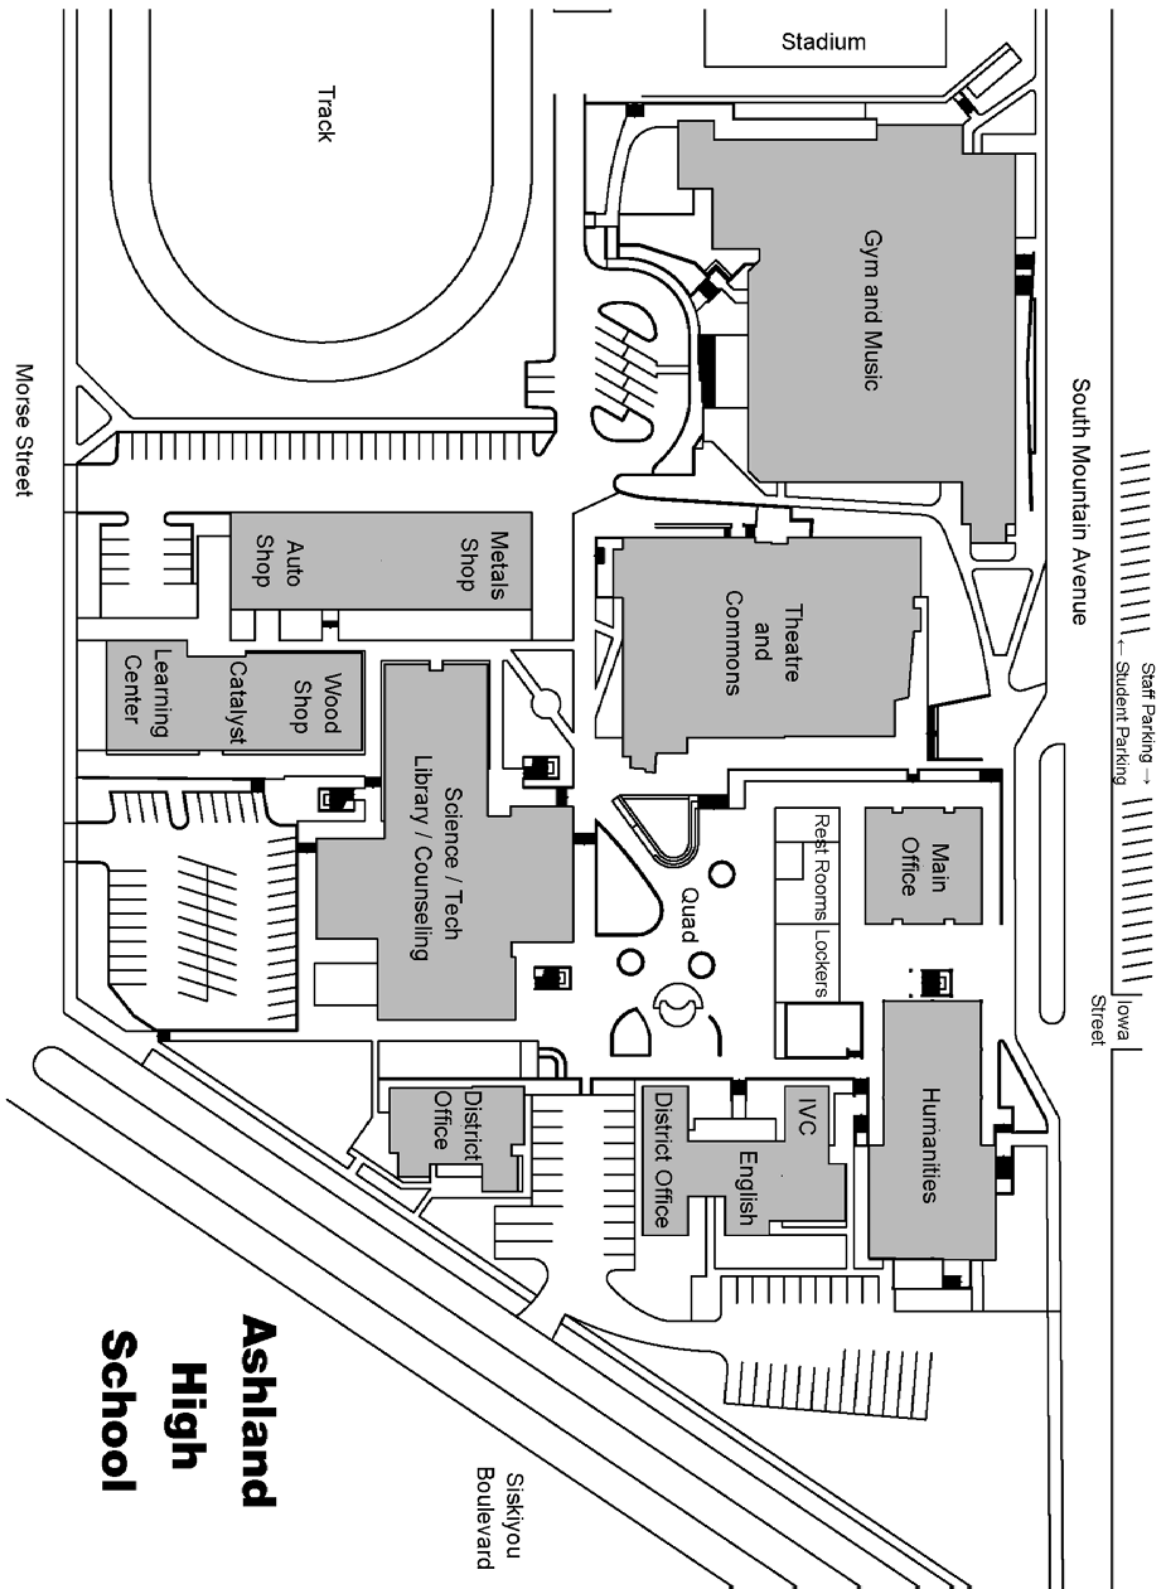 Stadium
Track
Gym and Music
South Mountain Avenue
Morse Street
Staff Parking →
← Student Parking
Metals
Shop
Auto
Shop
Theatre
and
Commons
Wood
Shop
Catalyst
Learning
Center
Science / Tech
Library / Counseling
Main
Office
Rest Rooms
Lockers
Quad
Iowa
Street
Humanities
IVC
English
District Office
District
Office
Ashland
High
School
Siskiyou
Boulevard